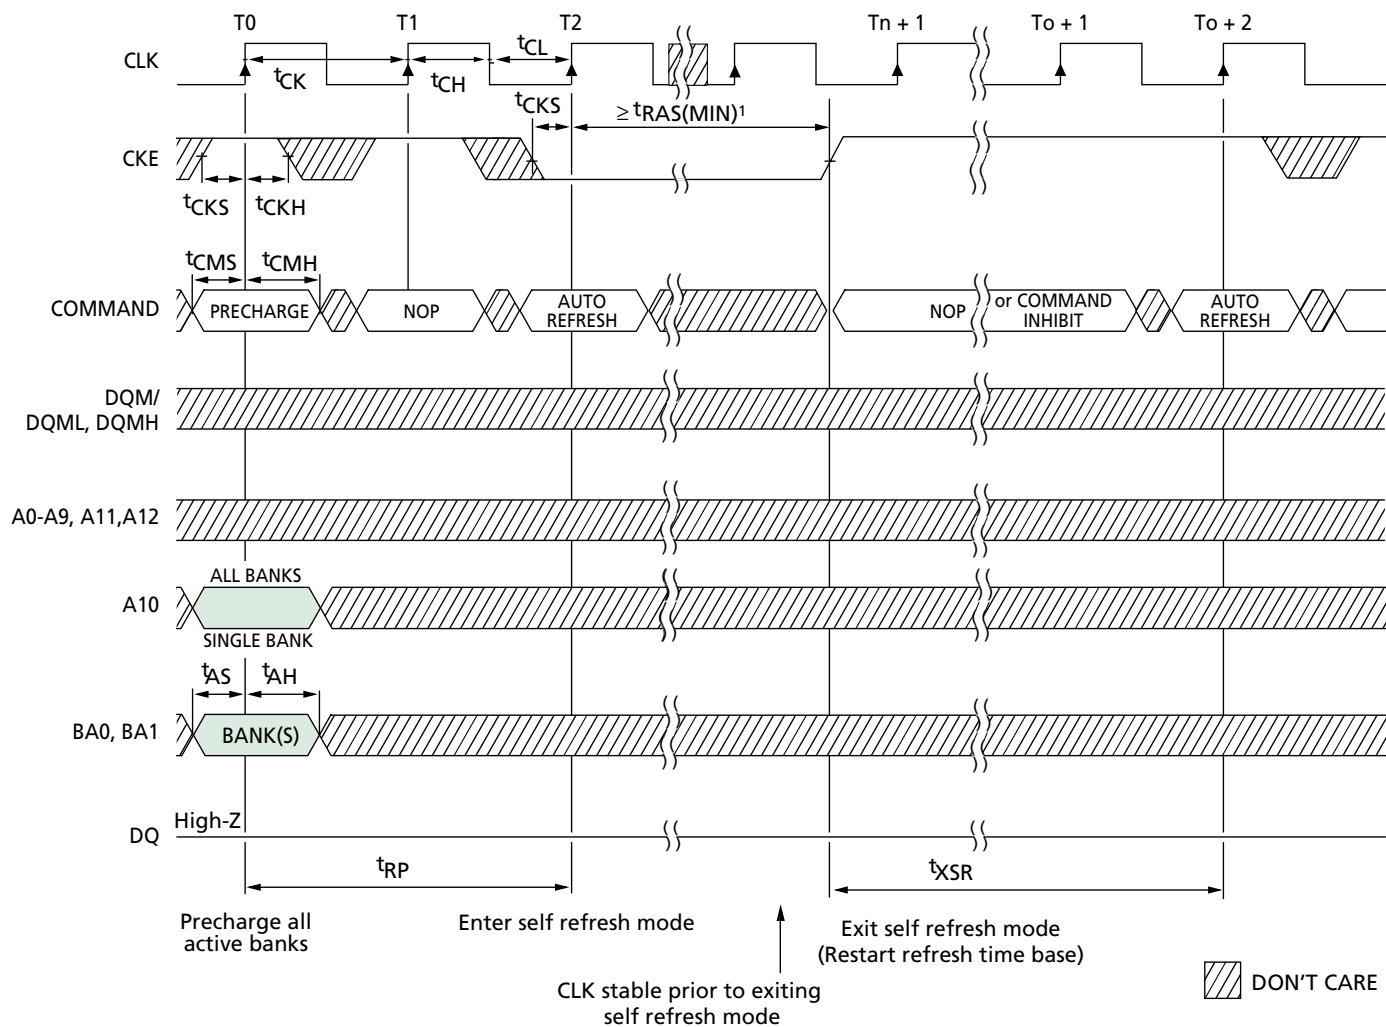 T0 T1 T2 Tn + 1 To + 1 To + 2
CLK
tCK tCH tCL
tCKS ≥ tRAS(MIN)1
CKE
tCKS tCKH
tCMS tCMH
COMMAND PRECHARGE NOP AUTO REFRESH NOP or COMMAND INHIBIT AUTO REFRESH
DQM/
DQML, DQMH
A0-A9, A11,A12
ALL BANKS
A10
SINGLE BANK
tAS tAH
BA0, BA1 BANK(S)
High-Z
DQ
tRP tXSR
Precharge all
active banks
Enter self refresh mode
Exit self refresh mode
(Restart refresh time base)
CLK stable prior to exiting
self refresh mode
DON'T CARE